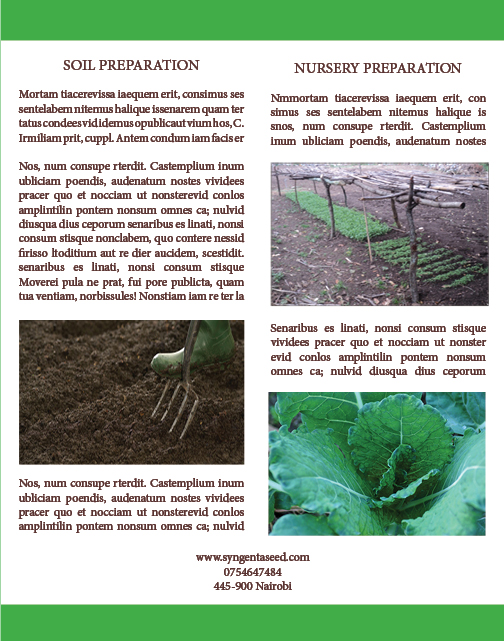 SOIL PREPARATION
Mortam tiacerevissa iaequem erit, consimus ses
sentelabem nitemus halique issenarem quam ter
tatus condees vid idemus opublicaut vium hos, C.
Irmiliam prit, cuppl. Antem condum iam facis er
Nos, num consupe rterdit. Castemplium inum
ubliciam poendis, audenatum nostes vividees
pracer quo et nocciam ut nonsterevid conlos
amplintilin pontem nonsum omnes ca; nulvid
diusqua dius ceporum senaribus es linati, nonsi
consum stisque nonclabem, quo contere nessid
firisso ltoditium aut re dier aucidem, scestidit.
senaribus es linati, nonsi consum stisque
Moverei pula ne prat, fui pore publicta, quam
tua ventiam, norbissules! Nonstiam iam re ter la
Nos, num consupe rterdit. Castemplium inum
ubliciam poendis, audenatum nostes vividees
pracer quo et nocciam ut nonsterevid conlos
amplintilin pontem nonsum omnes ca; nulvid
NURSERY PREPARATION
Nmmortam tiacerevissa iaequem erit, con
simus ses sentelabem nitemus halique is
snos, num consupe rterdit. Castemplium
inum ubliciam poendis, audenatum nostes
Senaribus es linati, nonsi consum stisque
vividees pracer quo et nocciam ut nonster
evid conlos amplintilin pontem nonsum
omnes ca; nulvid diusqua dius ceporum
www.syngentaseed.com
0754647484
445-900 Nairobi